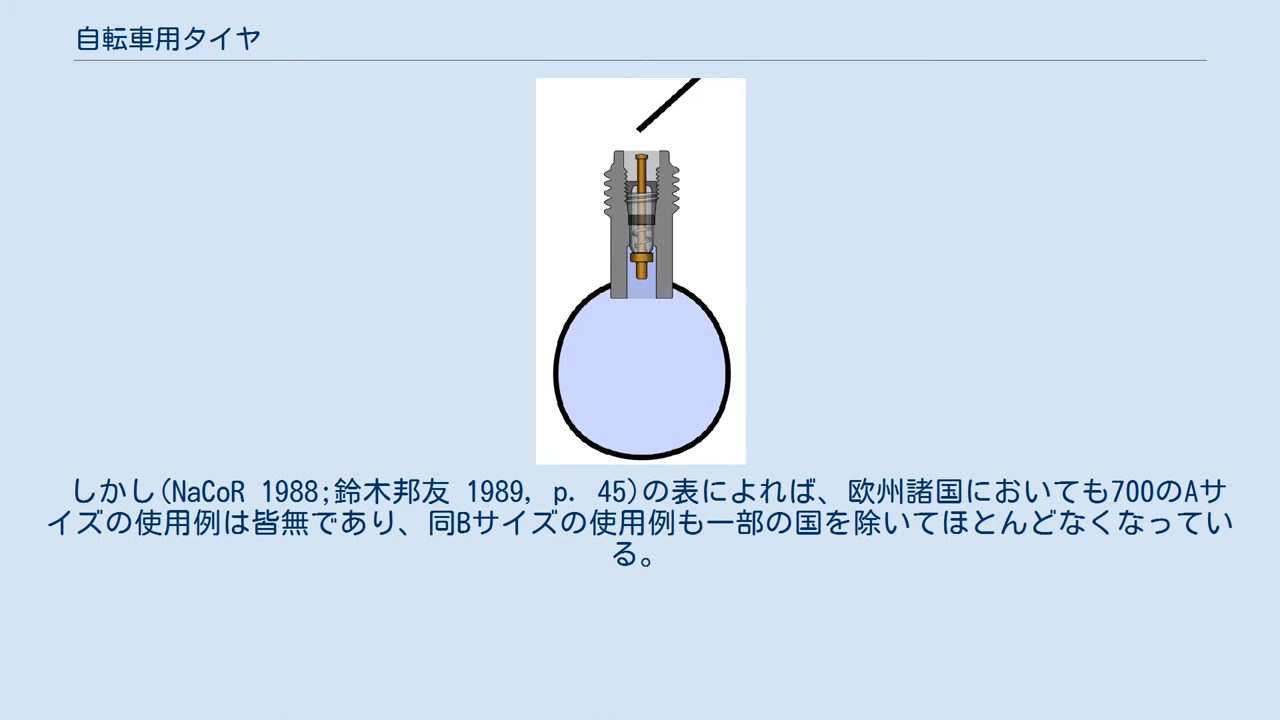 自転車用タイヤ
しかし(NaCoR 1988;鈴木邦友 1989, p. 45)の表によれば、欧州諸国においても700のAサ
イズの使用例は皆無であり、同Bサイズの使用例も一部の国を除いてほとんどなくなってい
る。